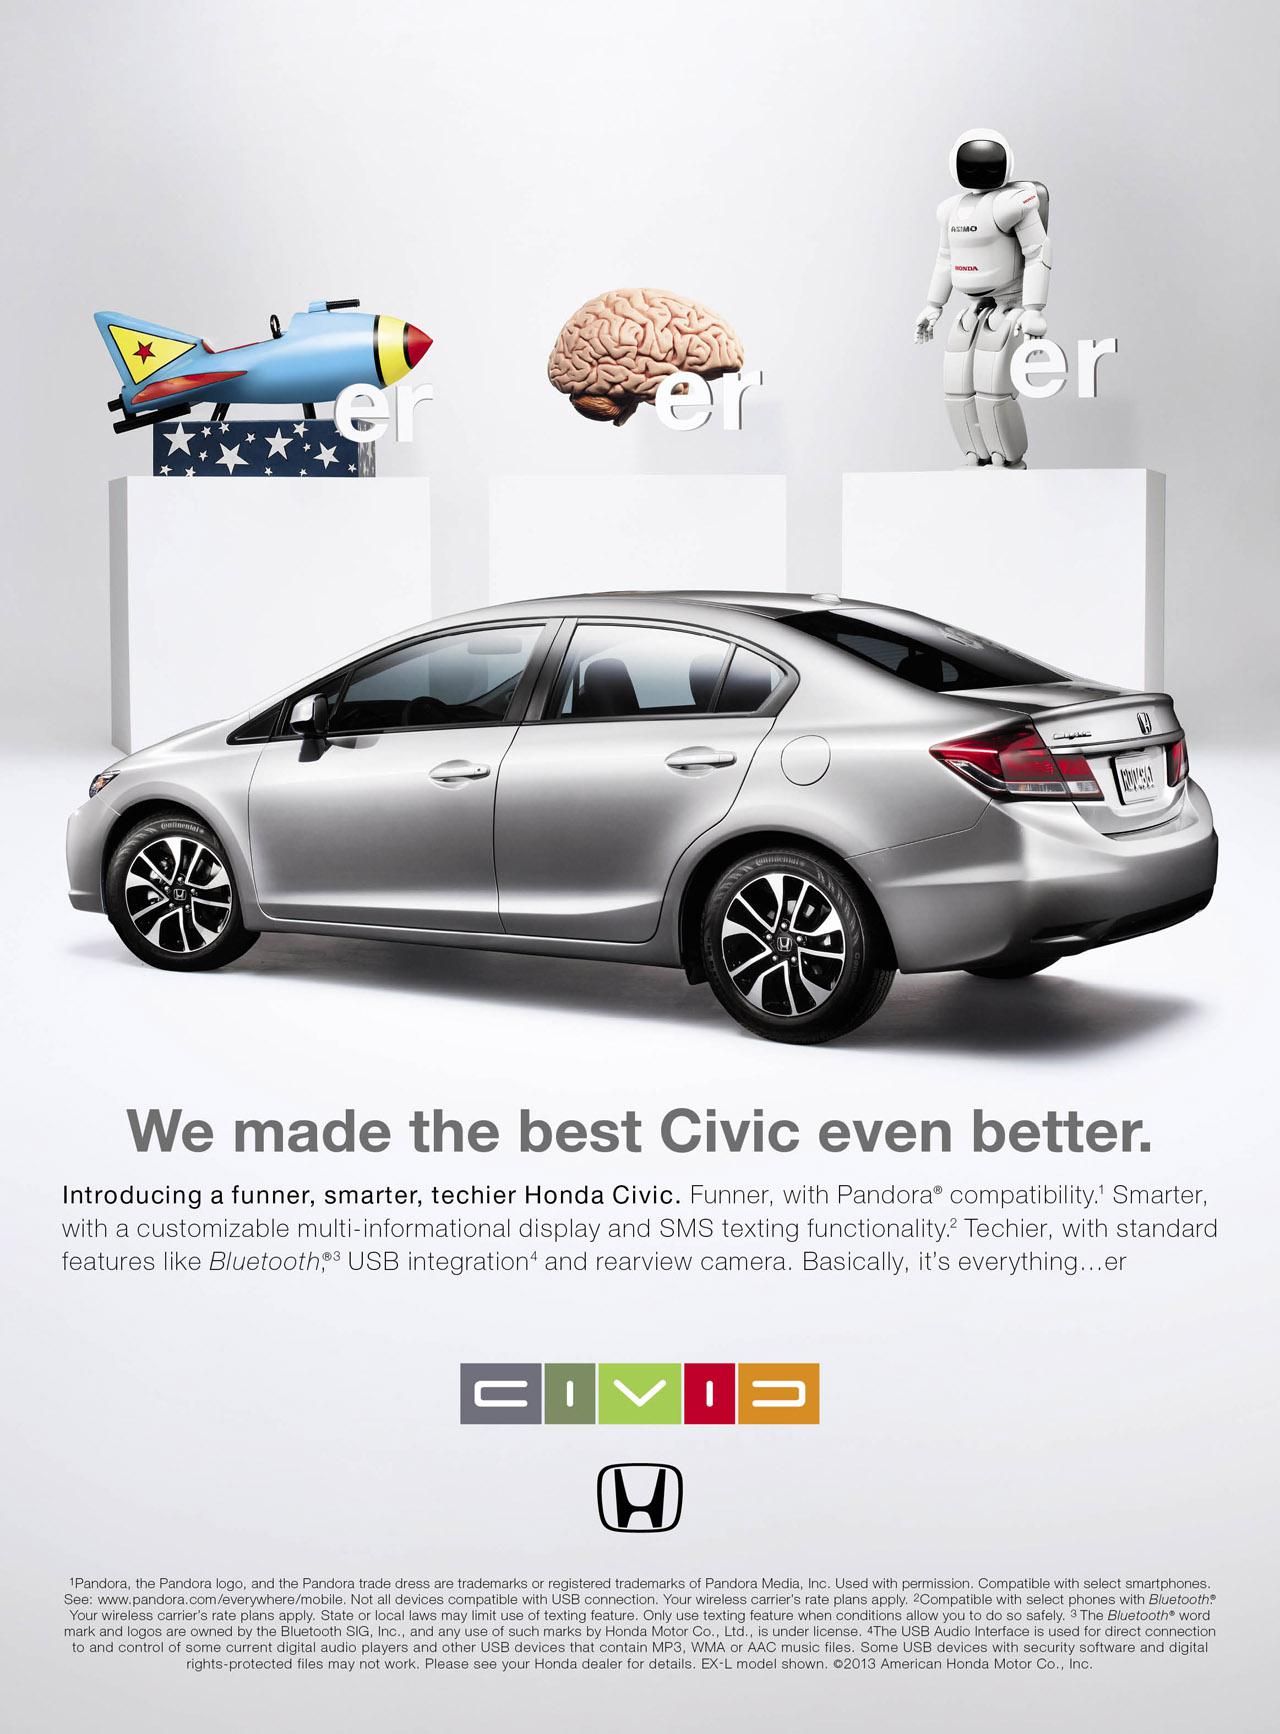 ASIMO
HONDA
HONDA
er
er
er
Continental
Continental
CIVIC
We made the best Civic even better.
Introducing a funner, smarter, techier Honda Civic. Funner, with Pandora® compatibility.¹ Smarter,
with a customizable multi-informational display and SMS texting functionality.² Techier, with standard
features like Bluetooth,®³ USB integration⁴ and rearview camera. Basically, it’s everything…er
CIVIC
¹Pandora, the Pandora logo, and the Pandora trade dress are trademarks or registered trademarks of Pandora Media, Inc. Used with permission. Compatible with select smartphones.
See: www.pandora.com/everywhere/mobile. Not all devices compatible with USB connection. Your wireless carrier’s rate plans apply. ²Compatible with select phones with Bluetooth.®
Your wireless carrier’s rate plans apply. State or local laws may limit use of texting feature. Only use texting feature when conditions allow you to do so safely. ³The Bluetooth® word
mark and logos are owned by the Bluetooth SIG, Inc., and any use of such marks by Honda Motor Co., Ltd., is under license. ⁴The USB Audio Interface is used for direct connection
to and control of some current digital audio players and other USB devices that contain MP3, WMA or AAC music files. Some USB devices with security software and digital
rights-protected files may not work. Please see your Honda dealer for details. EX-L model shown. ©2013 American Honda Motor Co., Inc.